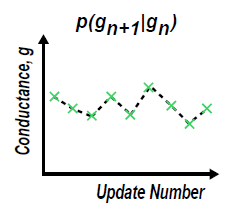 p(gn+1|gn)
Conductance, g
Update Number